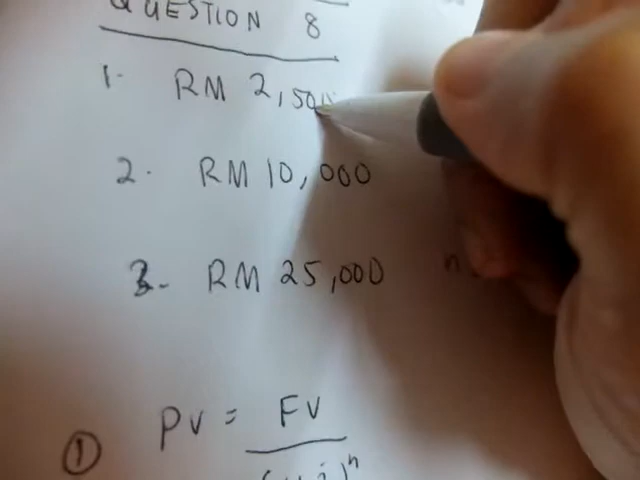 QUESTION 8
1. RM 2,500
2. RM 10,000
3. RM 25,000 n
① PV = FV